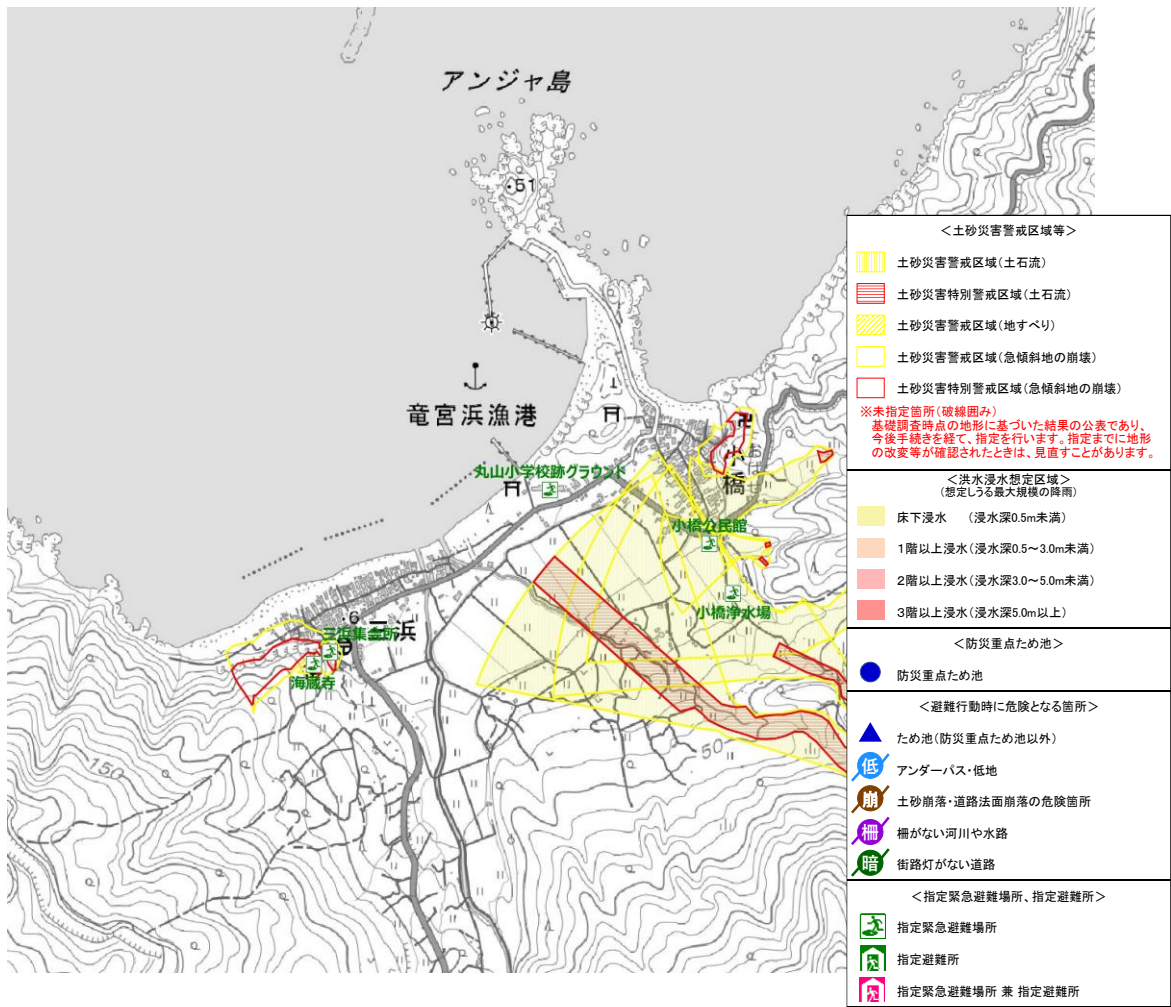 アンジャ島
・51
竜宮浜漁港
丸山小学校跡グラウンド
小橋
おばせ
小橋公民館
小橋浄水場
・6
三浜
三浜集会所
海蔵寺
150
50
＜土砂災害警戒区域等＞
土砂災害警戒区域(土石流)
土砂災害特別警戒区域(土石流)
土砂災害警戒区域(地すべり)
土砂災害警戒区域(急傾斜地の崩壊)
土砂災害特別警戒区域(急傾斜地の崩壊)
※未指定箇所(破線囲み)
基礎調査時点の地形に基づいた結果の公表であり、
今後手続きを経て、指定を行います。指定までに地形
の改変等が確認されたときは、見直すことがあります。
＜洪水浸水想定区域＞
(想定しうる最大規模の降雨)
床下浸水　(浸水深0.5m未満)
1階以上浸水(浸水深0.5～3.0m未満)
2階以上浸水(浸水深3.0～5.0m未満)
3階以上浸水(浸水深5.0m以上)
＜防災重点ため池＞
防災重点ため池
＜避難行動時に危険となる箇所＞
ため池(防災重点ため池以外)
低 アンダーパス・低地
崩 土砂崩落・道路法面崩落の危険箇所
柵 柵がない河川や水路
暗 街路灯がない道路
＜指定緊急避難場所、指定避難所＞
指定緊急避難場所
指定避難所
指定緊急避難場所 兼 指定避難所